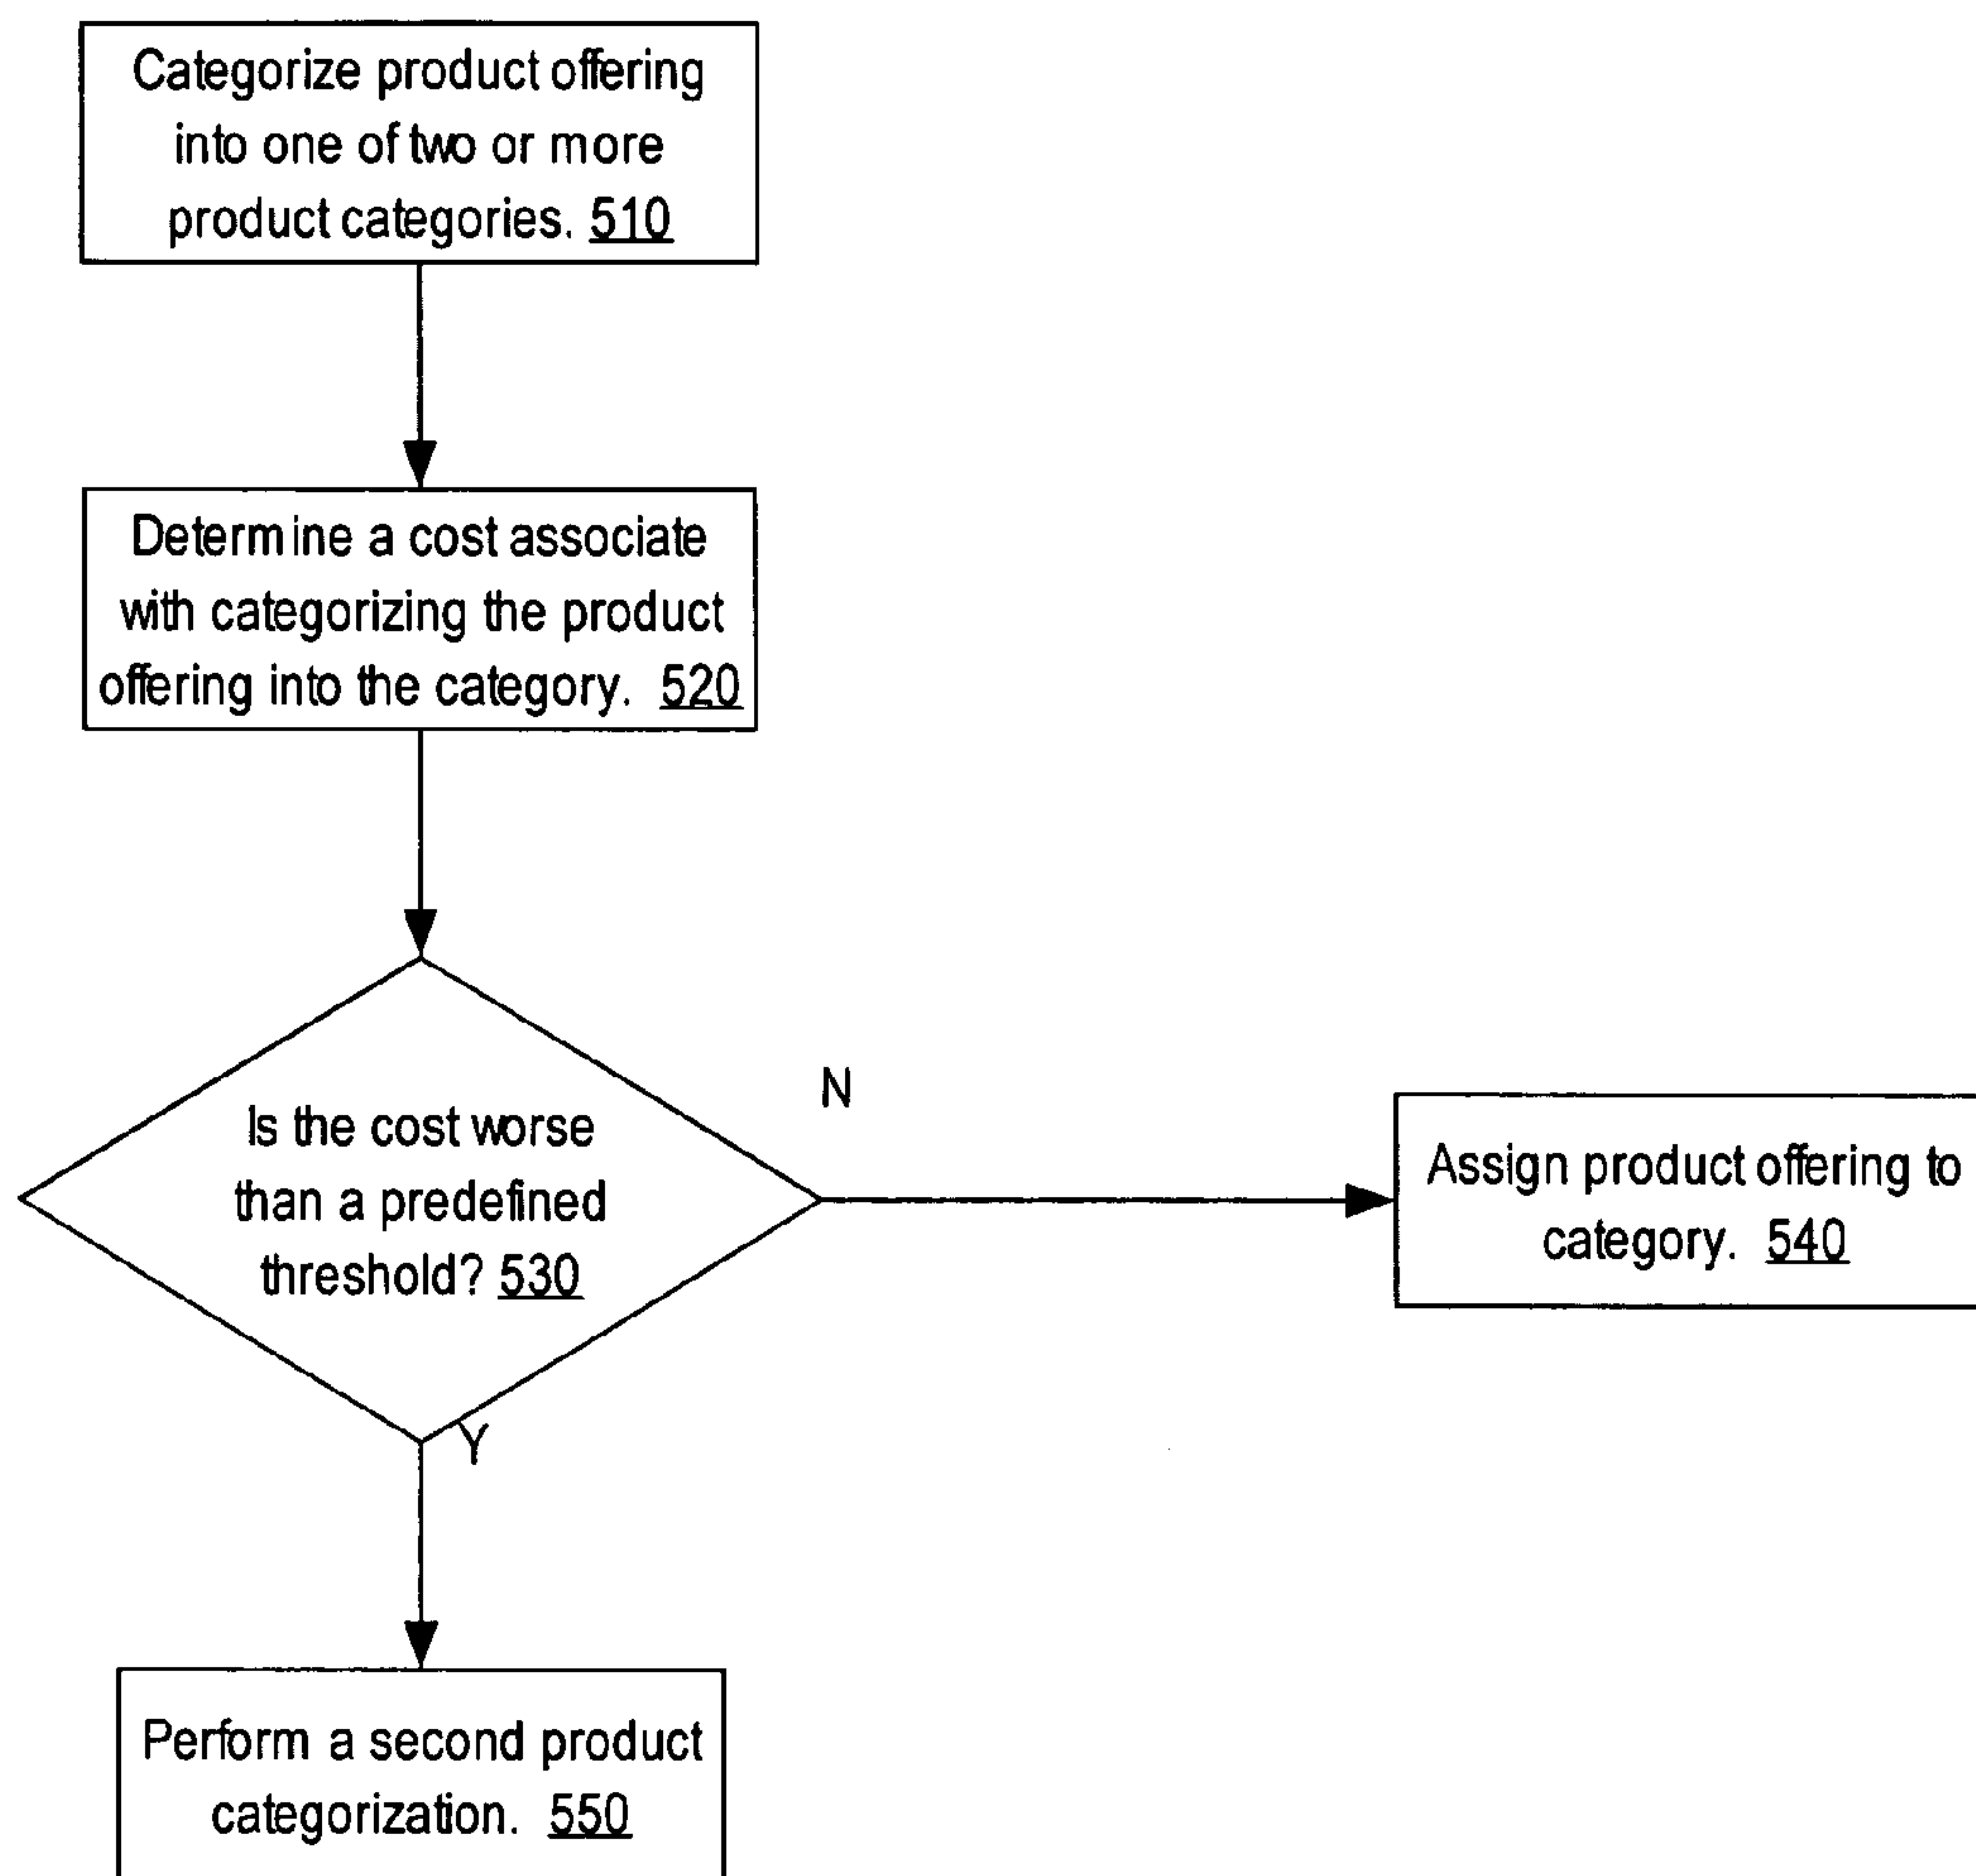 Categorize product offering
into one of two or more
product categories. 510
Determine a cost associate
with categorizing the product
offering into the category. 520
Is the cost worse
than a predefined
threshold? 530
N
Assign product offering to
category. 540
Y
Perform a second product
categorization. 550